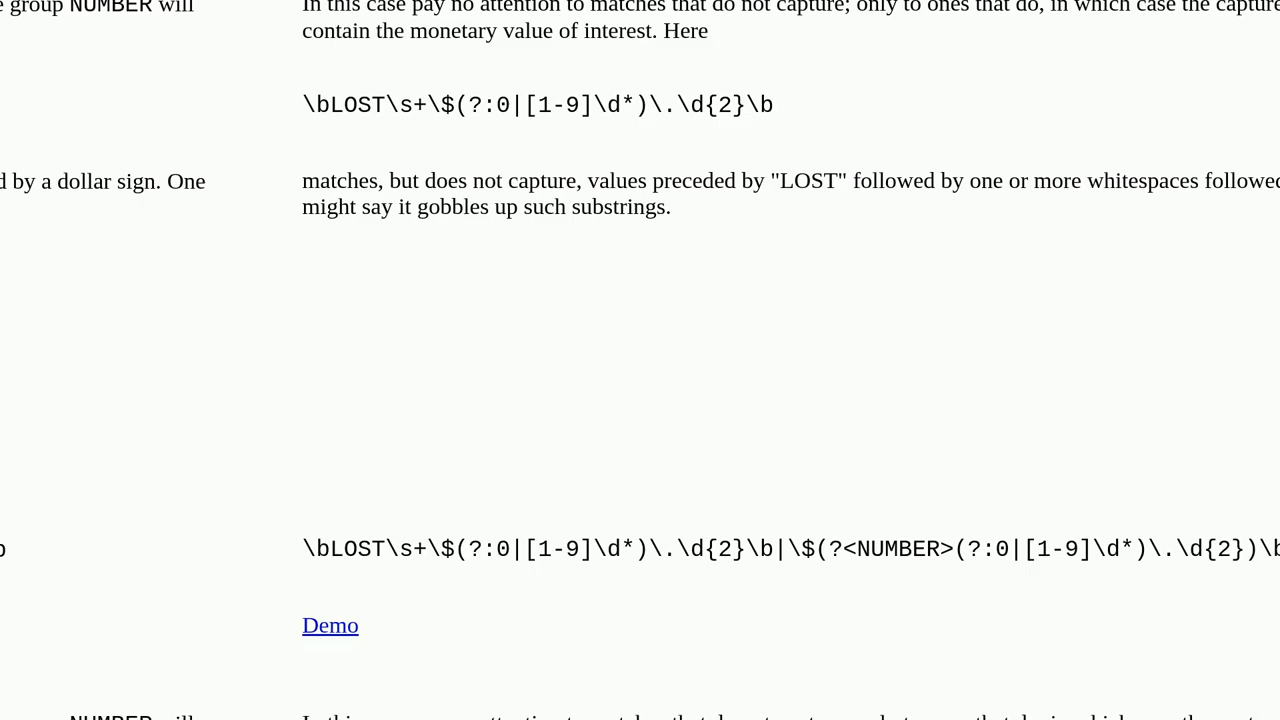 e group NUMBER will
In this case pay no attention to matches that do not capture; only to ones that do, in which case the capture
contain the monetary value of interest. Here
\bLOST\s+\$(?:0|[1-9]\d*)\.\d{2}\b
d by a dollar sign. One
matches, but does not capture, values preceded by "LOST" followed by one or more whitespaces followed
might say it gobbles up such substrings.
b
\bLOST\s+\$(?:0|[1-9]\d*)\.\d{2}\b|\$(?<NUMBER>(?:0|[1-9]\d*)\.\d{2})\b
Demo